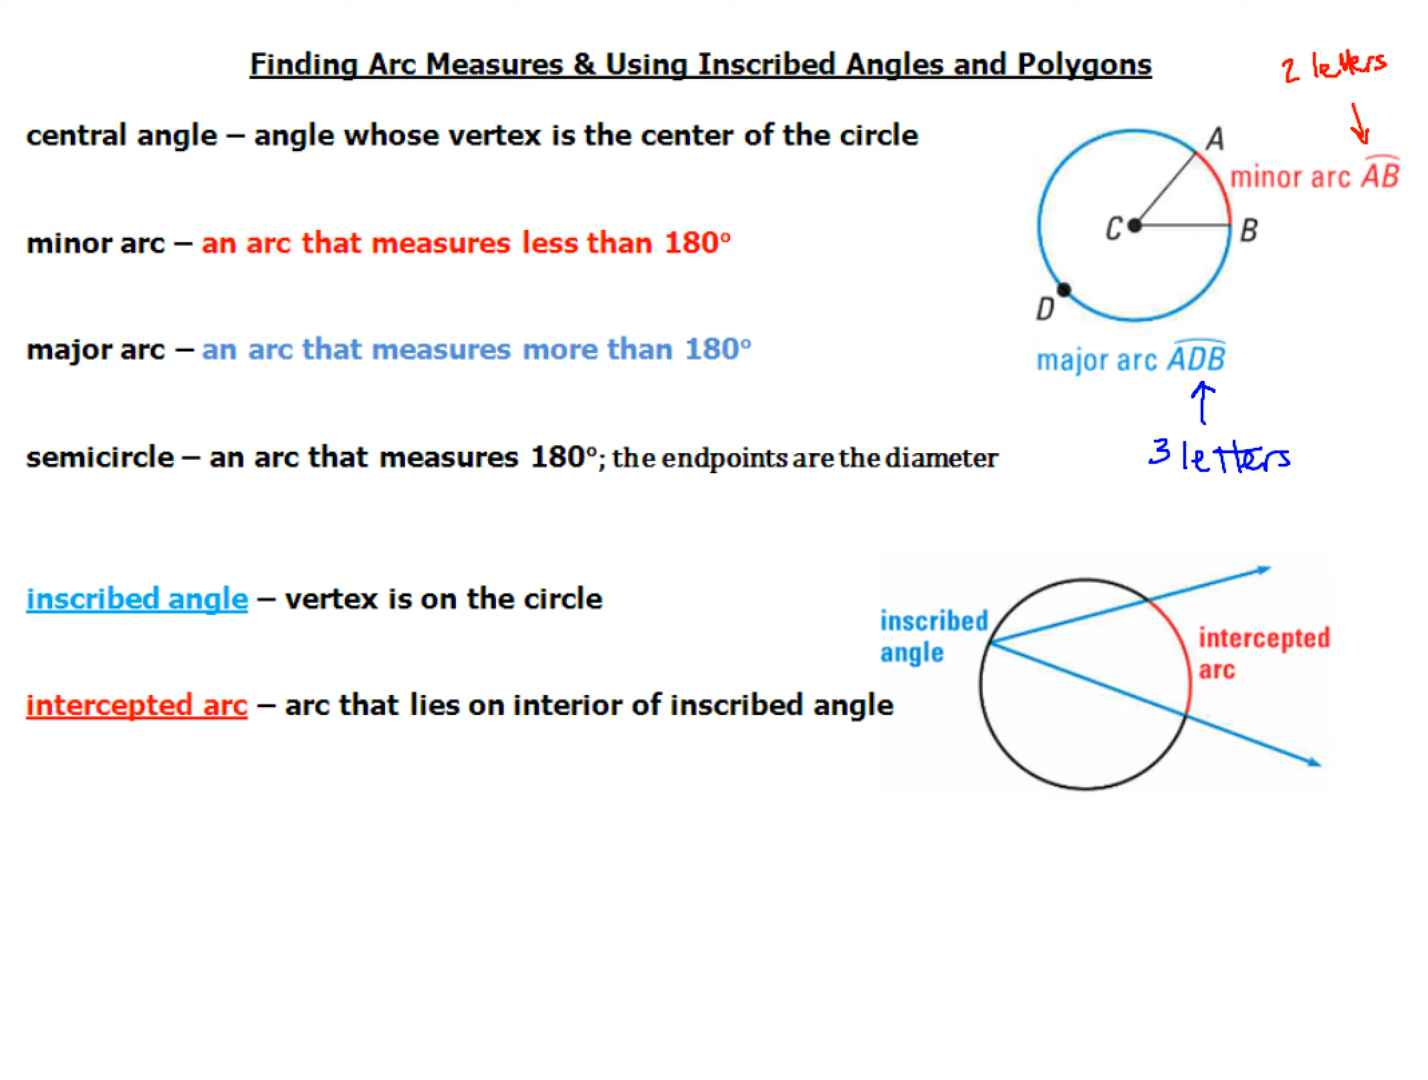 Finding Arc Measures & Using Inscribed Angles and Polygons
2 letters
central angle – angle whose vertex is the center of the circle
A
minor arc AB
C
B
minor arc – an arc that measures less than 180°
D
major arc – an arc that measures more than 180°
major arc ADB
3 letters
semicircle – an arc that measures 180°; the endpoints are the diameter
inscribed angle – vertex is on the circle
inscribed
angle
intercepted
arc
intercepted arc – arc that lies on interior of inscribed angle